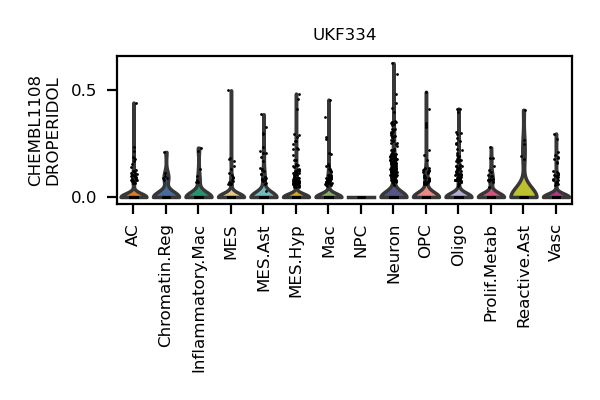 UKF334
CHEMBL1108
DROPERIDOL
0.5
0.0
AC
Chromatin.Reg
Inflammatory.Mac
MES
MES.Ast
MES.Hyp
Mac
NPC
Neuron
OPC
Oligo
Prolif.Metab
Reactive.Ast
Vasc